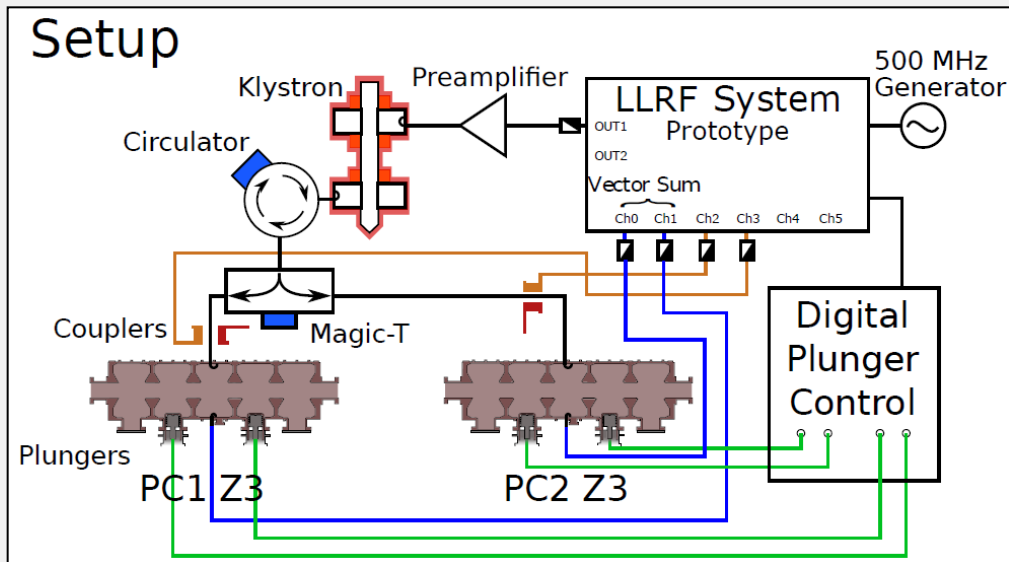 Setup
500 MHz
Generator
Preamplifier
Klystron
LLRF System
Prototype
OUT1
OUT2
Circulator
Vector Sum
Ch0 Ch1 Ch2 Ch3 Ch4 Ch5
Couplers
Magic-T
Digital
Plunger
Control
Plungers
PC1 Z3
PC2 Z3